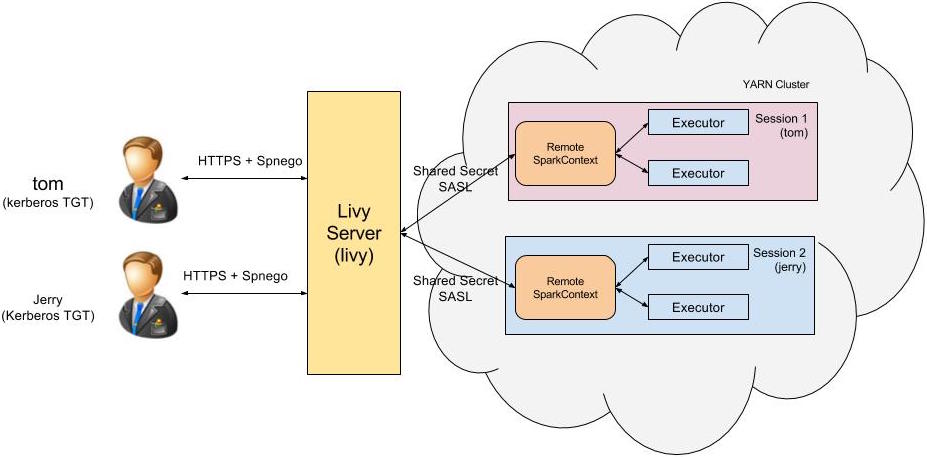 YARN Cluster
tom
(kerberos TGT)
HTTPS + Spnego
Jerry
(Kerberos TGT)
HTTPS + Spnego
Livy
Server
(livy)
Shared Secret
SASL
Shared Secret
SASL
Remote
SparkContext
Executor
Executor
Session 1
(tom)
Remote
SparkContext
Executor
Executor
Session 2
(jerry)